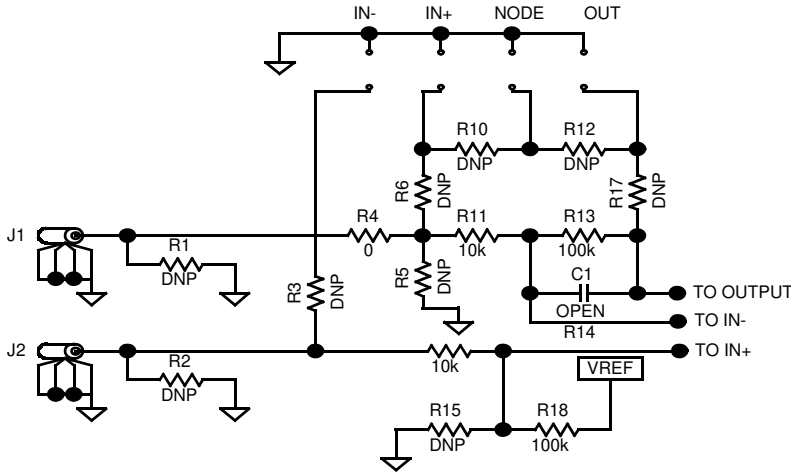 IN- IN+ NODE OUT
R10 R12
DNP DNP
R6 DNP R17 DNP
J1 R4 R11 R13
R1 0 10k 100k
DNP
R3 DNP R5 DNP C1
OPEN TO OUTPUT
R14 TO IN-
J2 TO IN+
R2 10k VREF
DNP
R15 R18
DNP 100k